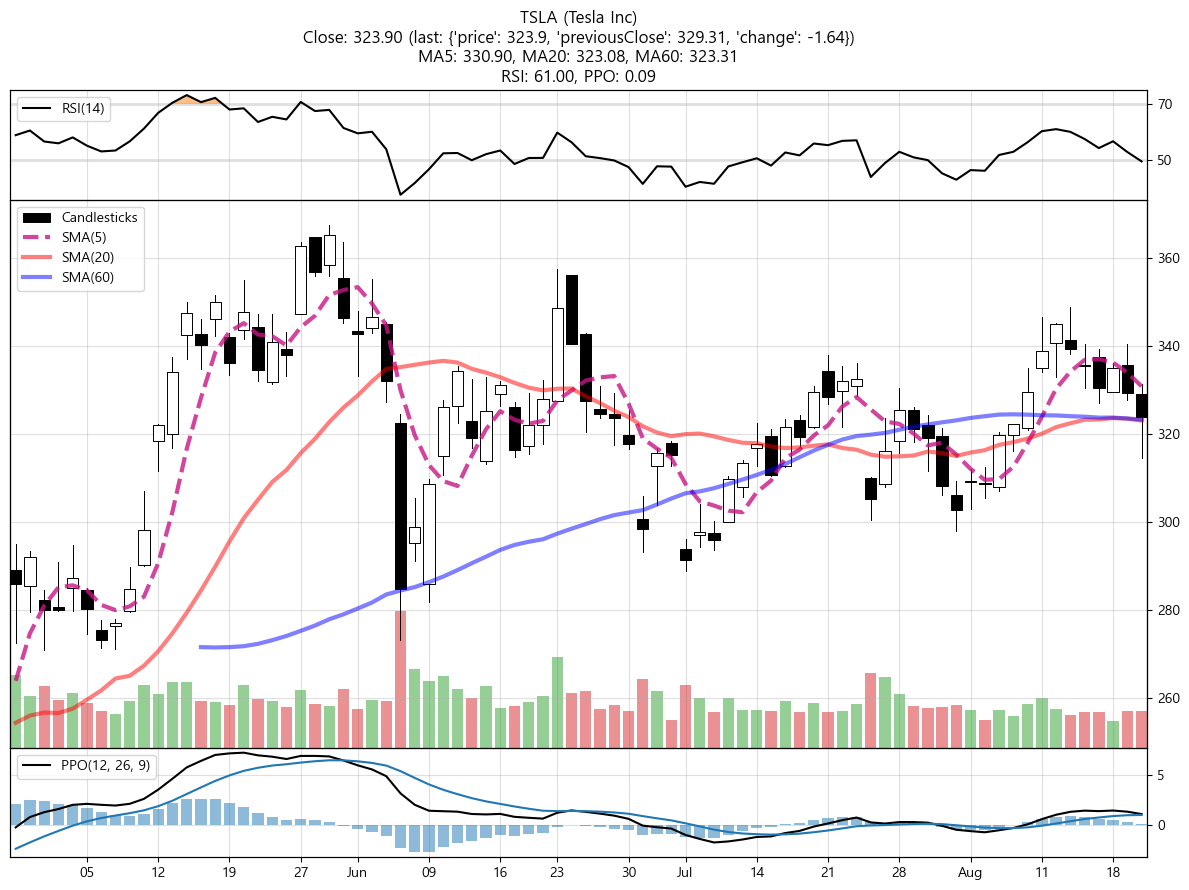 TSLA (Tesla Inc)
Close: 323.90 (last: {'price': 323.9, 'previousClose': 329.31, 'change': -1.64})
MA5: 330.90, MA20: 323.08, MA60: 323.31
RSI: 61.00, PPO: 0.09
RSI(14)
70
50
Candlesticks
SMA(5)
SMA(20)
SMA(60)
360
340
320
300
280
260
PPO(12, 26, 9)
5
0
05 12 19 27 Jun 09 16 23 30 Jul 14 21 28 Aug 11 18